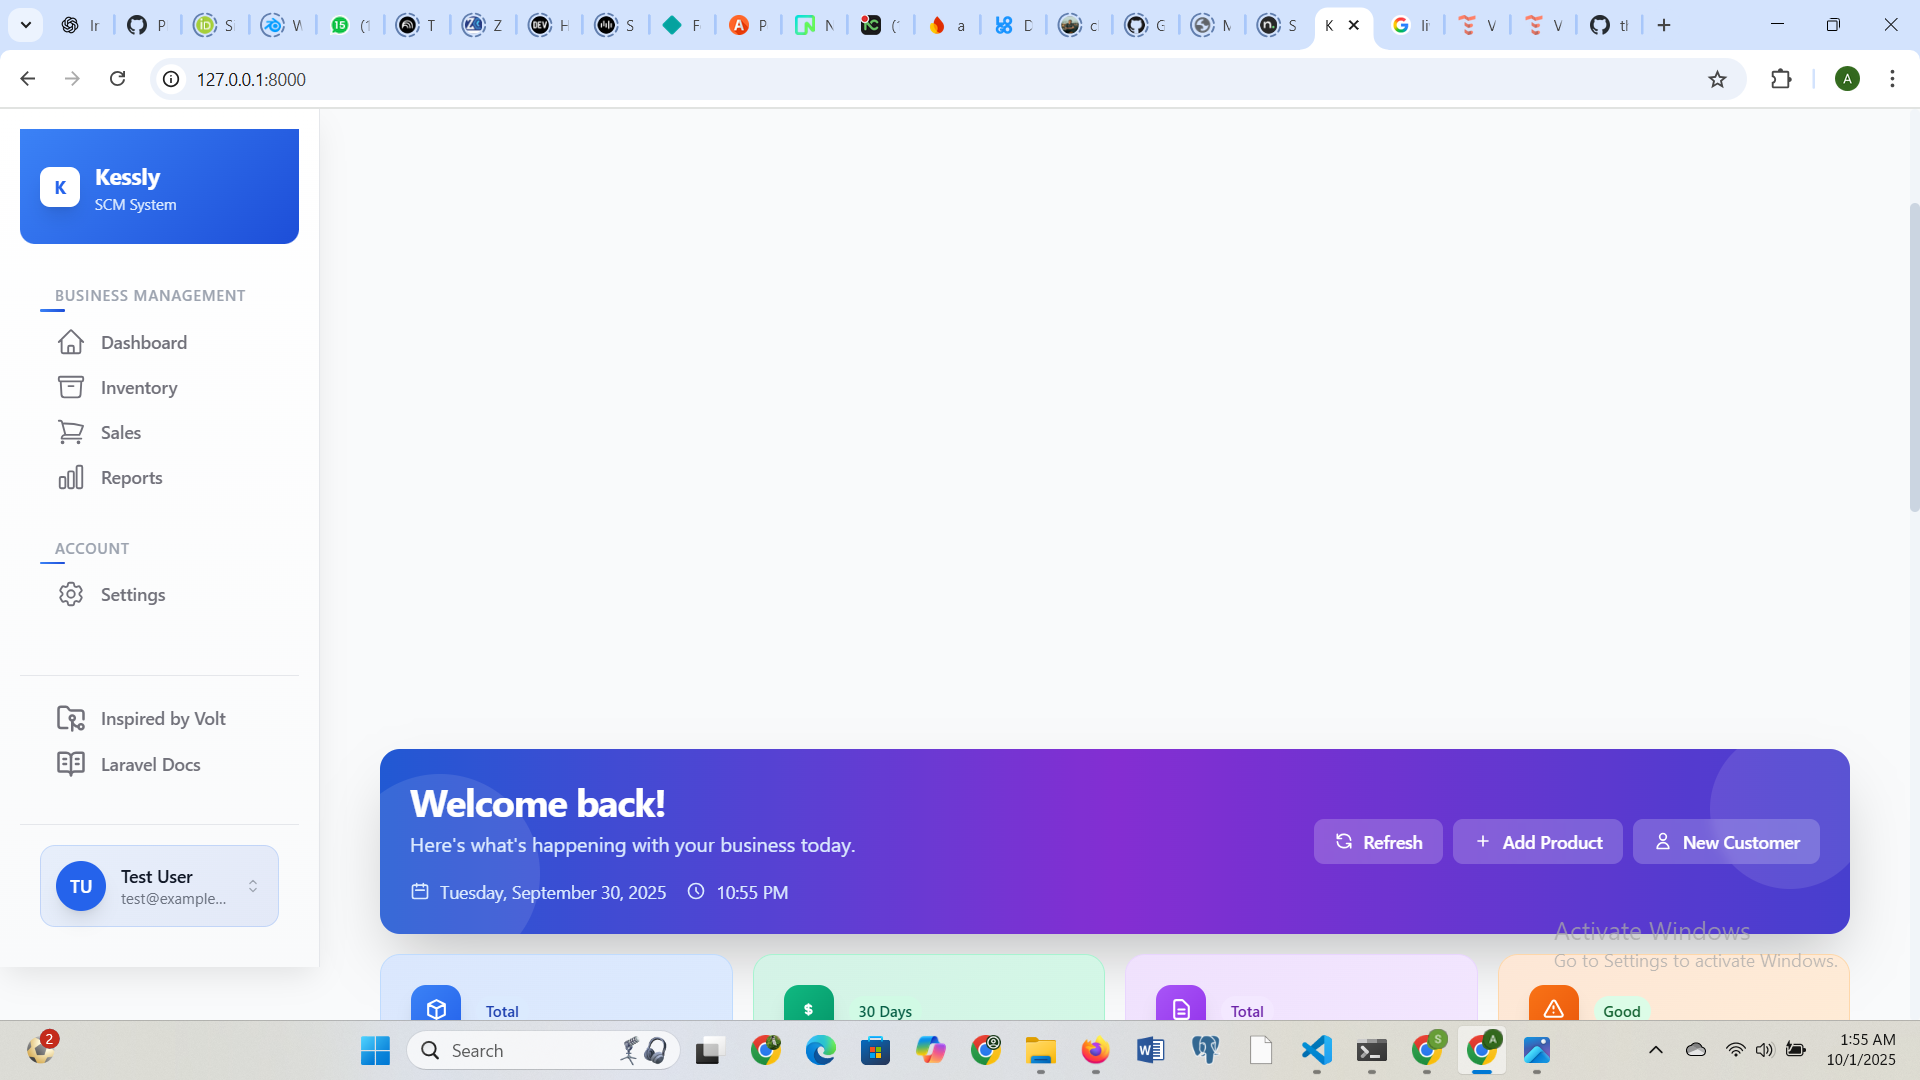 127.0.0.1:8000
K
Kessly
SCM System
BUSINESS MANAGEMENT
Dashboard
Inventory
Sales
Reports
ACCOUNT
Settings
Inspired by Volt
Laravel Docs
TU
Test User
test@example...
Welcome back!
Here's what's happening with your business today.
Tuesday, September 30, 2025
10:55 PM
Refresh
Add Product
New Customer
Total
30 Days
Total
Good
Activate Windows
Go to Settings to activate Windows.
2
Search
1:55 AM
10/1/2025